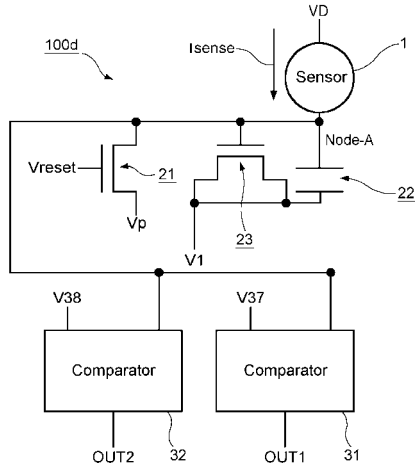 VD
100d
Isense
1
Sensor
Node-A
Vreset
21
22
Vp
23
V1
V38
V37
Comparator
Comparator
OUT2
32
OUT1
31